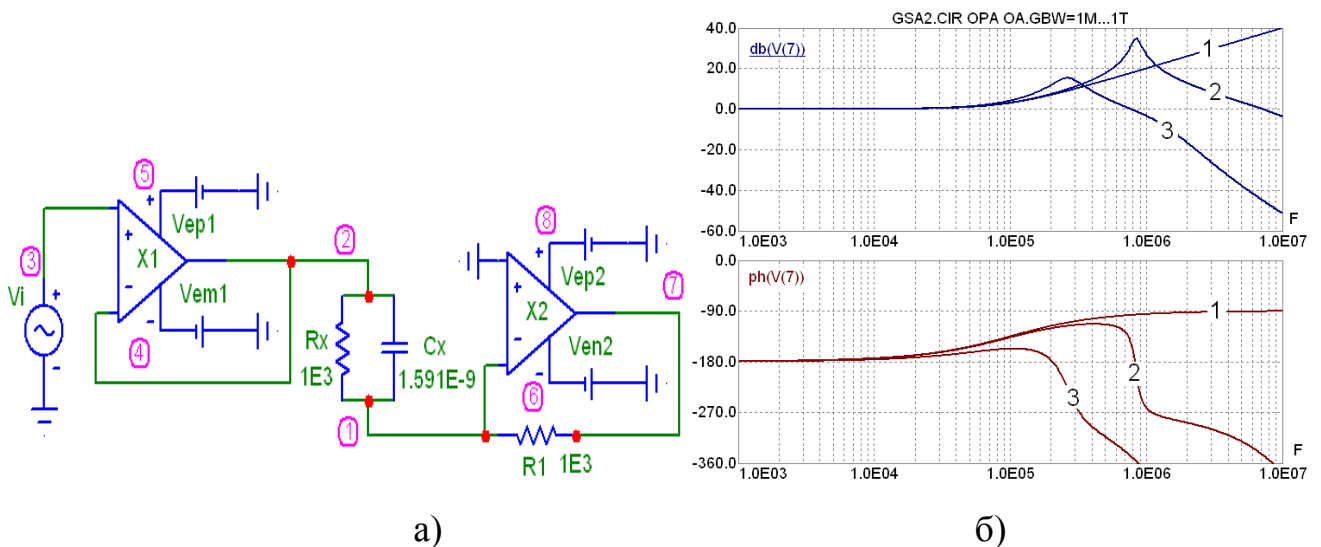 GSA2.CIR OPA OA.GBW=1M...1T
40.0
20.0
0.0
-20.0
-40.0
-60.0
db(V(7))
1
2
3
F
1.0E03 1.0E04 1.0E05 1.0E06 1.0E07
0.0
-90.0
-180.0
-270.0
-360.0
ph(V(7))
1
2
3
F
1.0E03 1.0E04 1.0E05 1.0E06 1.0E07
5
+
Vep1
3
+
X1
-
Vi
+
-
Vem1
-
4
2
Rx
1E3
Cx
1.591E-9
1
8
+
Vep2
+
X2
-
7
Ven2
-
6
R1 1E3
а)
б)